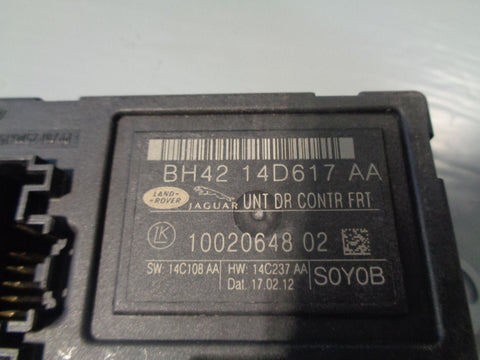 BH42 14D617 AA
LAND-
ROVER
JAGUAR
UNT DR CONTR FRT
LK
10020648 02
SW: 14C108 AA
HW: 14C237 AA
Dat. 17.02.12
S0Y0B